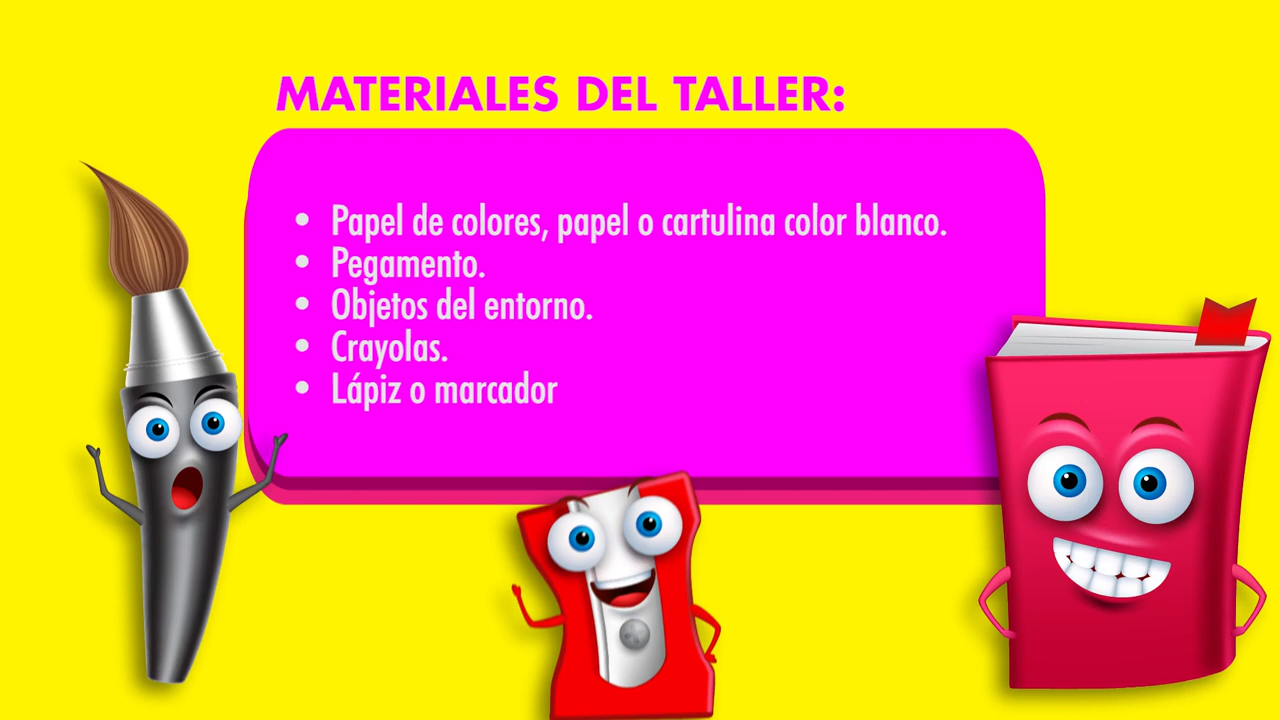 MATERIALES DEL TALLER:
• Papel de colores, papel o cartulina color blanco.
• Pegamento.
• Objetos del entorno.
• Crayolas.
• Lápiz o marcador